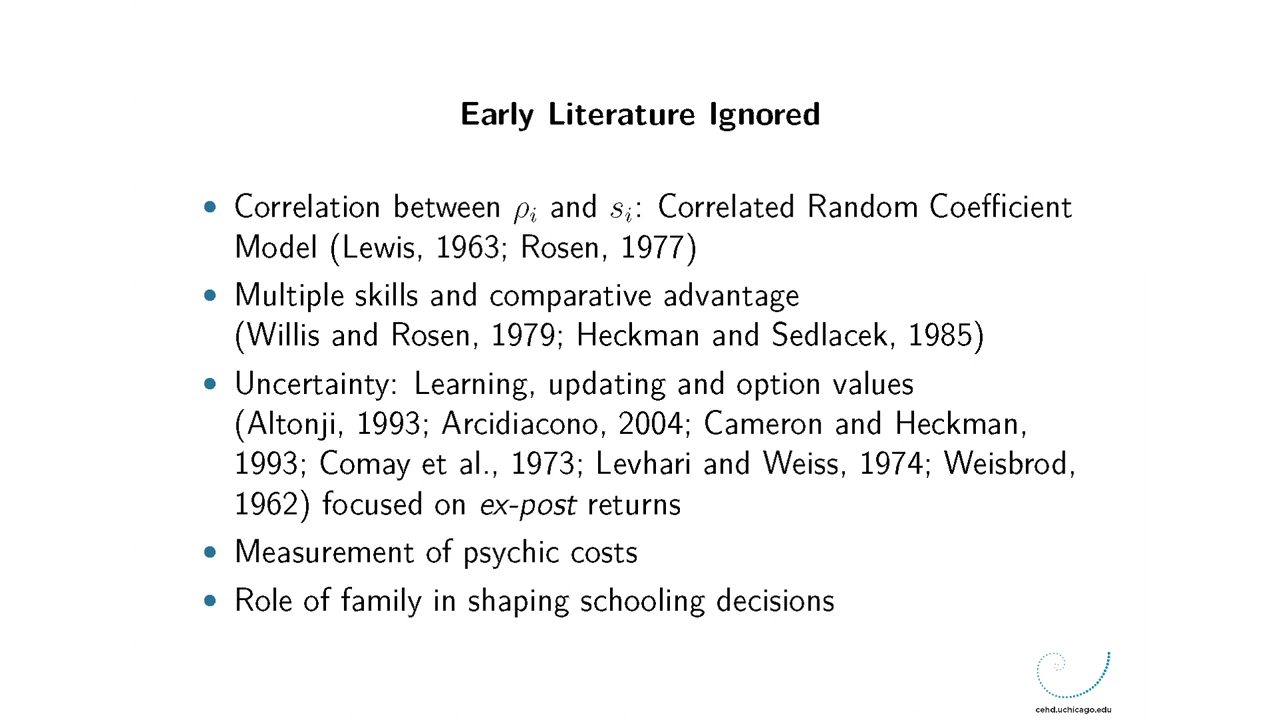 Early Literature Ignored
• Correlation between ρᵢ and sᵢ: Correlated Random Coefficient
Model (Lewis, 1963; Rosen, 1977)
• Multiple skills and comparative advantage
(Willis and Rosen, 1979; Heckman and Sedlacek, 1985)
• Uncertainty: Learning, updating and option values
(Altonji, 1993; Arcidiacono, 2004; Cameron and Heckman,
1993; Comay et al., 1973; Levhari and Weiss, 1974; Weisbrod,
1962) focused on ex-post returns
• Measurement of psychic costs
• Role of family in shaping schooling decisions
cehd.uchicago.edu